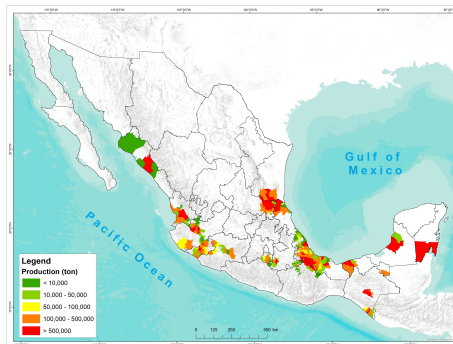 Gulf of
Mexico
Pacific Ocean
Legend
Production (ton)
< 10,000
10,000 - 50,000
50,000 - 100,000
100,000 - 500,000
> 500,000
0 125 250 500 km